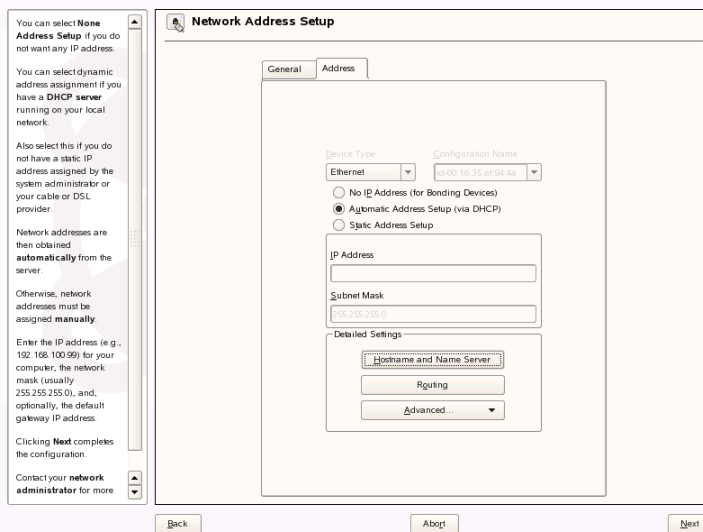 You can select None
Address Setup if you do
not want any IP address.
You can select dynamic
address assignment if you
have a DHCP server
running on your local
network.
Also select this if you do
not have a static IP
address assigned by the
system administrator or
your cable or DSL
provider.
Network addresses are
then obtained
automatically from the
server.
Otherwise, network
addresses must be
assigned manually.
Enter the IP address (e.g.,
192.168.100.99) for your
computer, the network
mask (usually
255.255.255.0), and,
optionally, the default
gateway IP address.
Clicking Next completes
the configuration.
Contact your network
administrator for more
Network Address Setup
General Address
Device Type Configuration Name
Ethernet id-00:16:35:af:94:4a
No IP Address (for Bonding Devices)
Automatic Address Setup (via DHCP)
Static Address Setup
IP Address
Subnet Mask
255.255.255.0
Detailed Settings
Hostname and Name Server
Routing
Advanced...
Back Abort Next